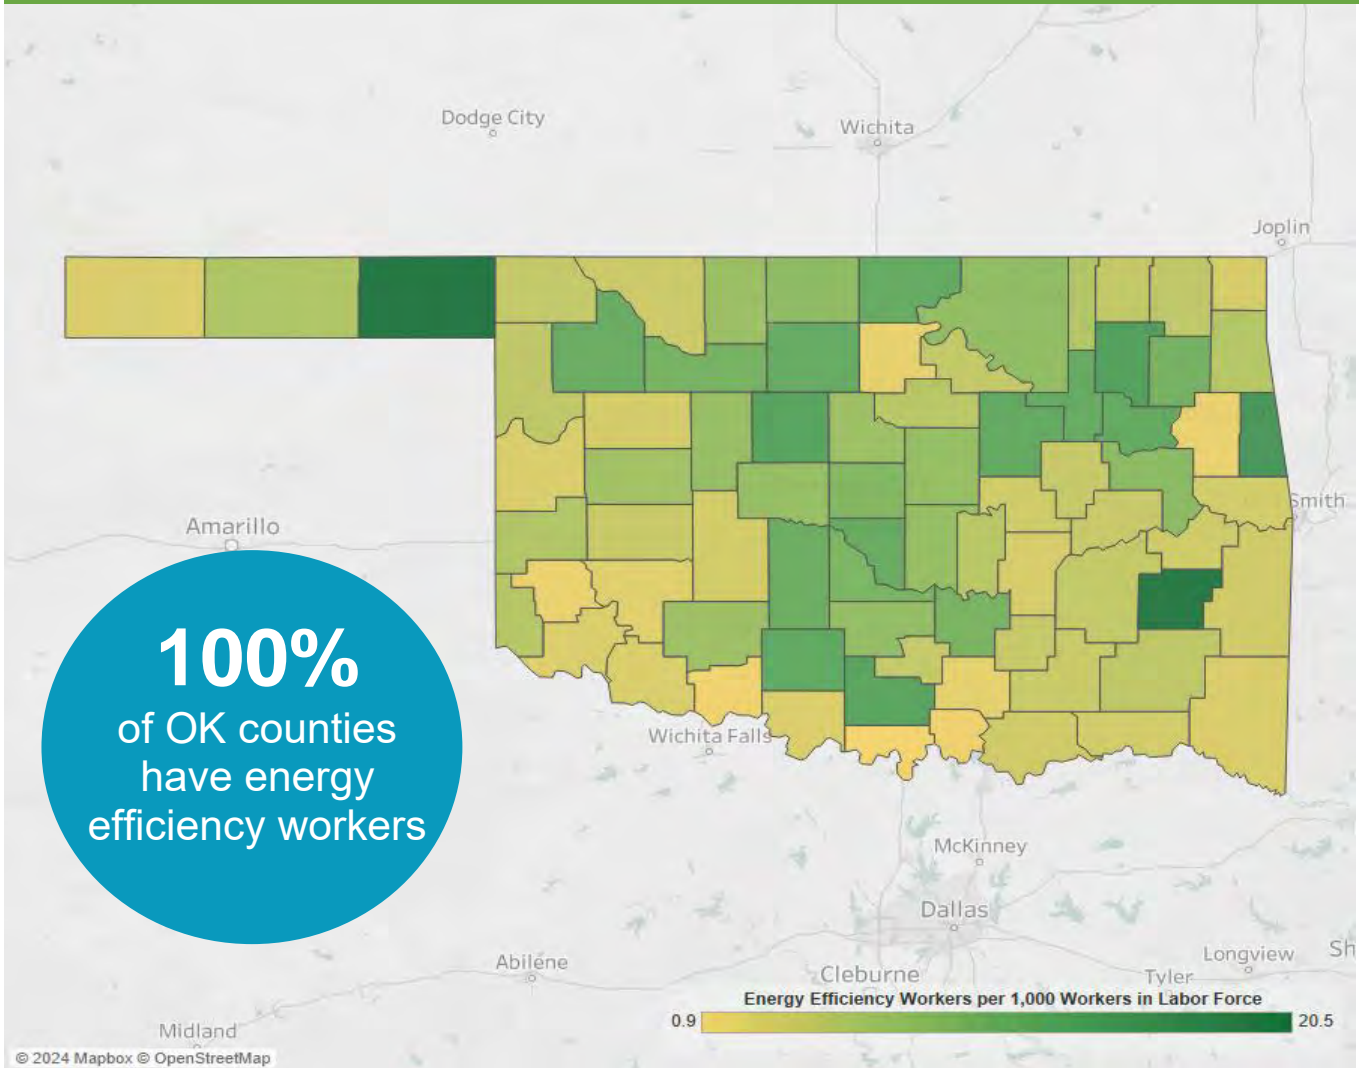 Dodge City
Wichita
Joplin
Smith
Amarillo
100%
of OK counties
have energy
efficiency workers
Wichita Falls
McKinney
Dallas
Abilene
Cleburne
Longview
Sh
Tyler
Energy Efficiency Workers per 1,000 Workers in Labor Force
0.9
20.5
Midland
© 2024 Mapbox © OpenStreetMap